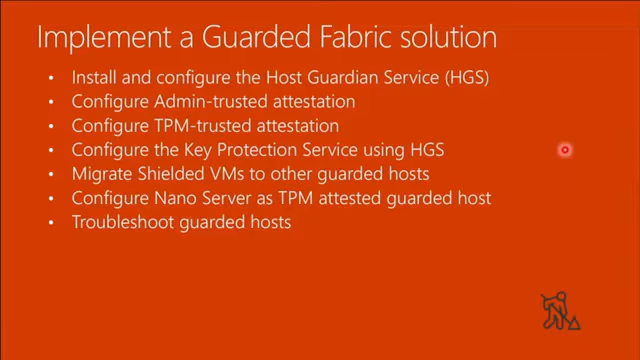 Implement a Guarded Fabric solution
• Install and configure the Host Guardian Service (HGS)
• Configure Admin-trusted attestation
• Configure TPM-trusted attestation
• Configure the Key Protection Service using HGS
• Migrate Shielded VMs to other guarded hosts
• Configure Nano Server as TPM attested guarded host
• Troubleshoot guarded hosts